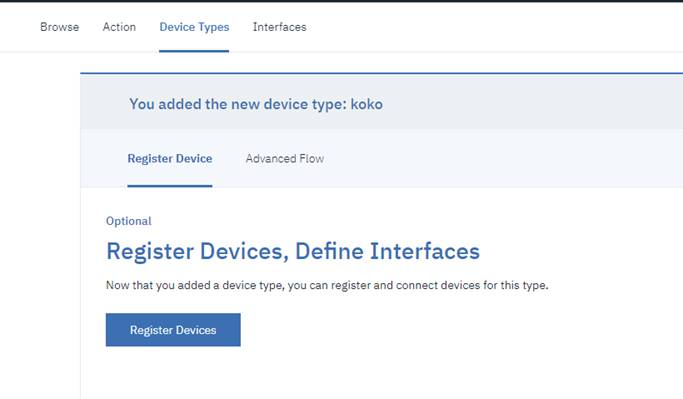 Browse Action Device Types Interfaces
You added the new device type: koko
Register Device Advanced Flow
Optional
Register Devices, Define Interfaces
Now that you added a device type, you can register and connect devices for this type.
Register Devices